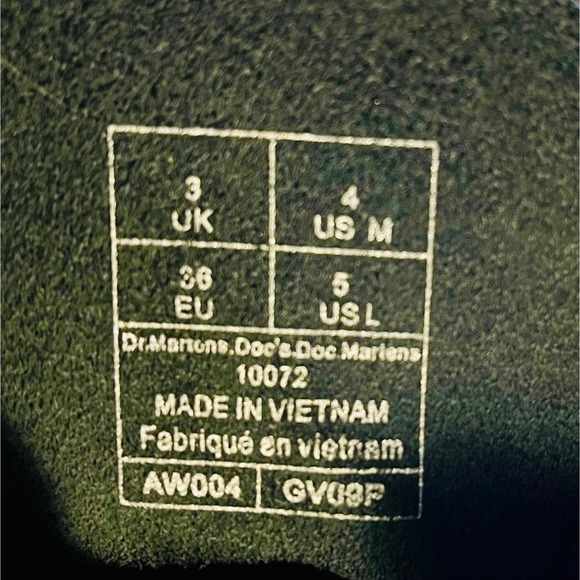 3
UK
4
US M
36
EU
5
US L
Dr.Martens.Doc's.Doc Martens
10072
MADE IN VIETNAM
Fabriqué en vietnam
AW004
GV09P